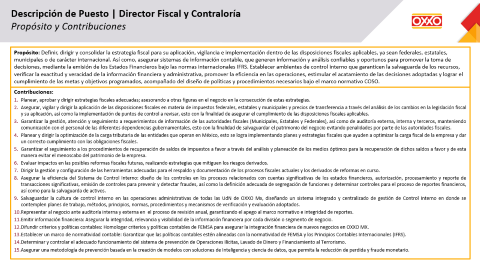 Descripción de Puesto | Director Fiscal y Contraloría
Propósito y Contribuciones
OXXO
Propósito: Definir, dirigir y consolidar la estrategia fiscal para su aplicación, vigilancia e implementación dentro de las disposiciones fiscales aplicables, ya sean federales, estatales,
municipales o de carácter internacional. Así como, asegurar sistemas de información contable, que generen información y análisis confiables y oportunos para promover la toma de
decisiones, mediante la emisión de los Estados Financieros bajo las normas internacionales IFRS. Establecer ambientes de control interno que garanticen la salvaguarda de los recursos,
verificar la exactitud y veracidad de la información financiera y administrativa, promover la eficiencia en las operaciones, estimular el acatamiento de las decisiones adoptadas y lograr el
cumplimiento de las metas y objetivos programados, acompañado del diseño de políticas y procedimientos necesarios bajo el marco normativo COSO.
Contribuciones:
1. Planear, aprobar y dirigir estrategias fiscales adecuadas; asesorando a otras figuras en el negocio en la consecución de estas estrategias.
2. Asegurar, vigilar y dirigir la aplicación de las disposiciones fiscales en materia de impuestos federales, estatales y municipales y precios de transferencia a través del análisis de los cambios en la legislación fiscal
y su aplicación, así como la implementación de puntos de control a revisar, esto con la finalidad de asegurar el cumplimiento de las disposiciones fiscales aplicables.
3. Garantizar la gestión, atención y seguimiento a requerimientos de información de las autoridades Fiscales (Municipales, Estatales y Federales), así como de auditoría externa, interna y terceros, manteniendo
comunicación con el personal de las diferentes dependencias gubernamentales, esto con la finalidad de salvaguardar el patrimonio del negocio evitando penalidades por parte de las autoridades fiscales.
4. Planear y dirigir la optimización de la carga tributaria de las entidades que operan en México, esto se logra implementando planes y estrategias fiscales que ayuden a optimizar la carga fiscal de la empresa y dar
un correcto cumplimiento con las obligaciones fiscales.
5. Garantizar el seguimiento a los procedimientos de recuperación de saldos de impuestos a favor a través del análisis y planeación de los medios óptimos para la recuperación de dichos saldos a favor y de esta
manera evitar el menoscabo del patrimonio de la empresa.
6. Evaluar impactos en las posibles reformas fiscales futuras, realizando estrategias que mitiguen los riesgos derivados.
7. Dirigir la gestión y configuración de las herramientas adecuadas para el respaldo y documentación de los procesos fiscales actuales y los derivados de reformas en curso.
8. Asegurar la eficiencia del Sistema de Control Interno: diseño de los controles en los procesos relacionados con cuentas significativas de los estados financieros, autorización, procesamiento y reporte de
transacciones significativas, emisión de controles para prevenir y detectar fraudes, así como la definición adecuada de segregación de funciones y determinar controles para el proceso de reportes financieros,
así como para la salvaguarda de activos.
9. Salvaguardar la cultura de control interno en las operaciones administrativas de todas las UdN de OXXO MX, diseñando un sistema integrado y centralizado de gestión de Control Interno en donde se
contemplen planes de trabajo, métodos, principios, normas, procedimientos y mecanismos de verificación y evaluación adoptados.
10.Representar al negocio ante auditoría interna y externa en el proceso de revisión anual, garantizando el apego al marco normativo e integridad de reportes.
11.Emitir información financiera: asegurar la integridad, relevancia y visibilidad de la información financiera por cada división o segmento de negocio.
12.Difundir criterios y políticas contables: Homologar criterios y políticas contables de FEMSA para asegurar la integración financiera de nuevos negocios en OXXO MX.
13.Establecer un marco de normatividad contable: Garantizar que las políticas contables estén alineadas con la normatividad de FEMSA y los Principios Contables Internacionales (IFRS).
14.Determinar y controlar el adecuado funcionamiento del sistema de prevención de Operaciones Ilícitas, Lavado de Dinero y Financiamiento al Terrorismo.
15.Asegurar una metodología de prevención basada en la creación de modelos con soluciones de inteligencia y ciencia de datos, que permita la reducción de perdida y fraude monetario.